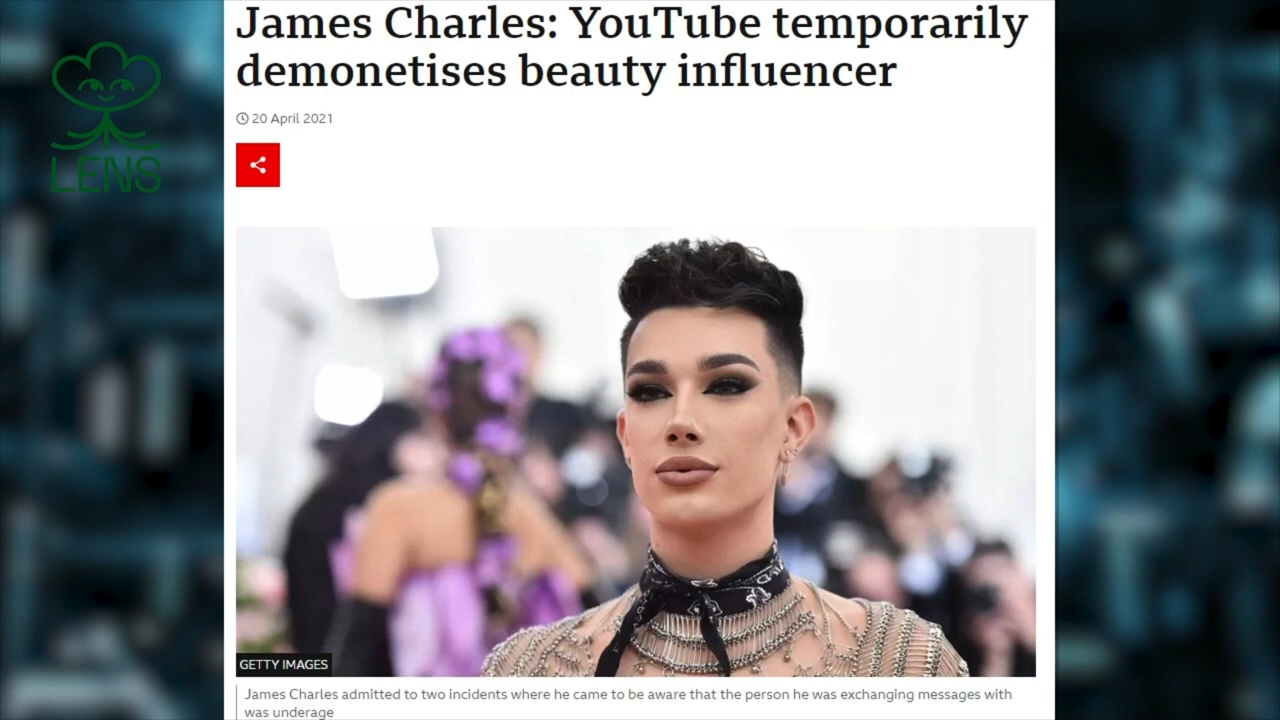 James Charles: YouTube temporarily
demonetises beauty influencer
20 April 2021
LENS
GETTY IMAGES
James Charles admitted to two incidents where he came to be aware that the person he was exchanging messages with
was underage